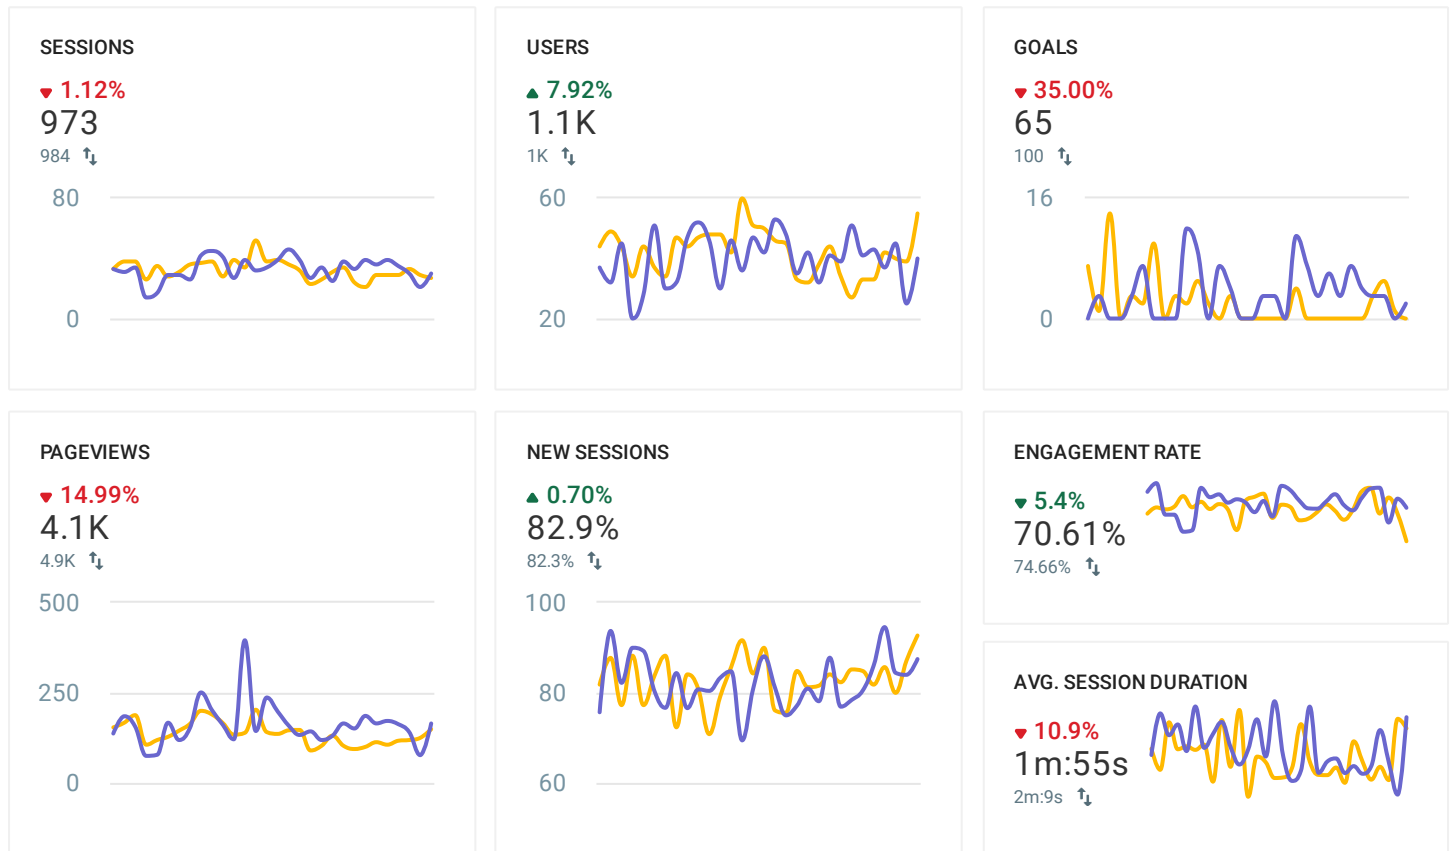 SESSIONS
1.12%
973
984
80
0
USERS
7.92%
1.1K
1K
60
20
GOALS
35.00%
65
100
16
0
PAGEVIEWS
14.99%
4.1K
4.9K
500
250
0
NEW SESSIONS
0.70%
82.9%
82.3%
100
80
60
ENGAGEMENT RATE
5.4%
70.61%
74.66%
AVG. SESSION DURATION
10.9%
1m:55s
2m:9s